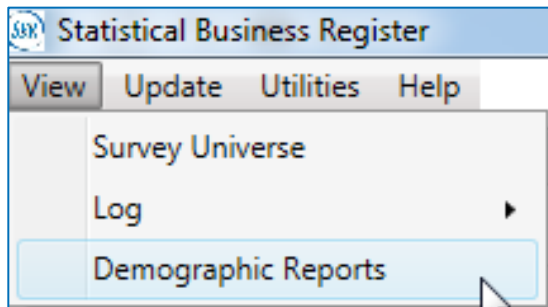 SBR Statistical Business Register
View Update Utilities Help
Survey Universe
Log
Demographic Reports